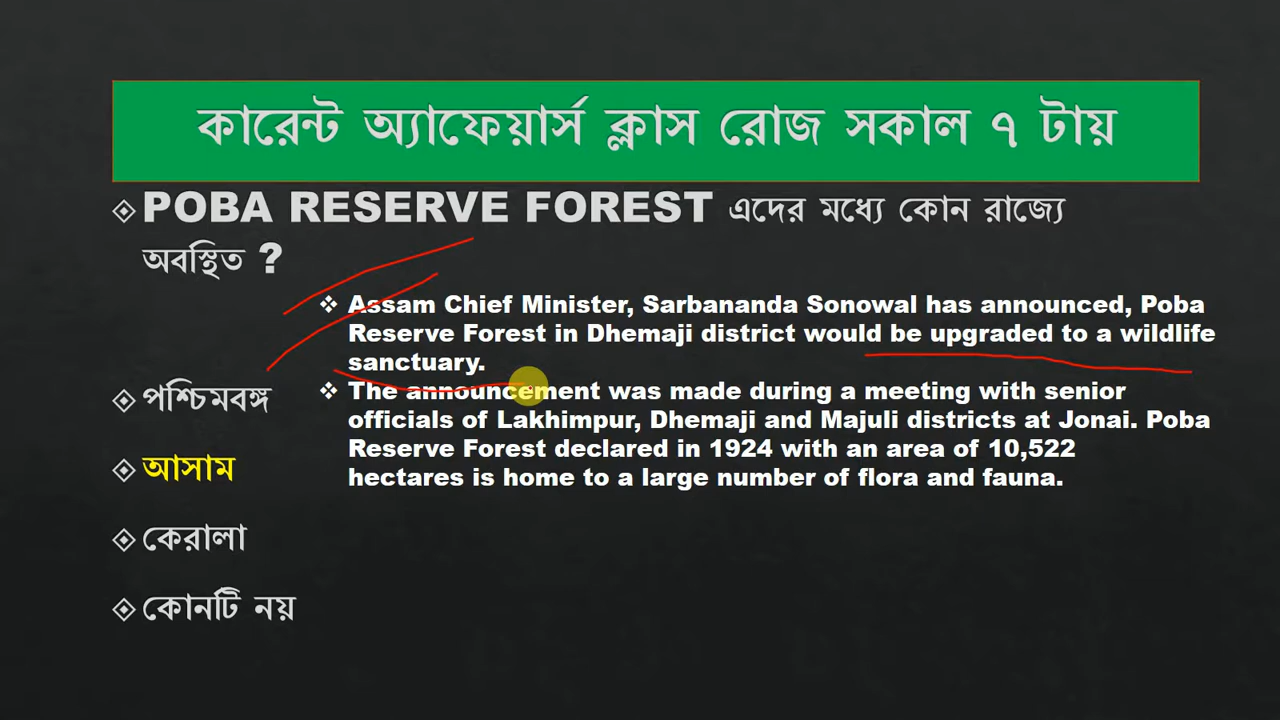 কারেন্ট অ্যাফেয়ার্স ক্লাস রোজ সকাল ৭ টায়
POBA RESERVE FOREST এদের মধ্যে কোন রাজ্যে
অবস্থিত ?
Assam Chief Minister, Sarbananda Sonowal has announced, Poba
Reserve Forest in Dhemaji district would be upgraded to a wildlife
sanctuary.
The announcement was made during a meeting with senior
officials of Lakhimpur, Dhemaji and Majuli districts at Jonai. Poba
Reserve Forest declared in 1924 with an area of 10,522
hectares is home to a large number of flora and fauna.
পশ্চিমবঙ্গ
আসাম
কেরালা
কোনটি নয়